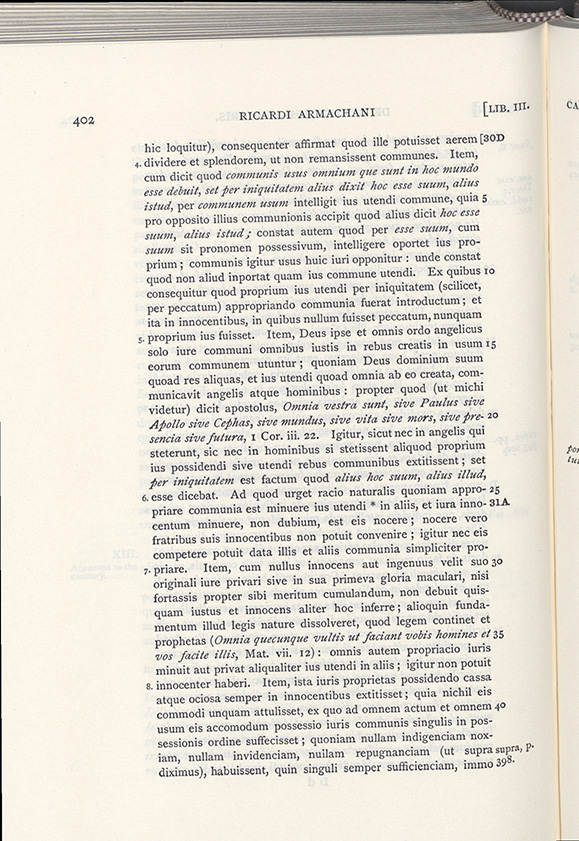 402
RICARDI ARMACHANI
[LIB. III.
CA
hic loquitur), consequenter affirmat quod ille potuisset aerem [30D
4. dividere et splendorem, ut non remansissent communes. Item,
cum dicit quod communis usus omnium que sunt in hoc mundo
esse debuit, set per iniquitatem alius dixit hoc esse suum, alius
istud, per communem usum intelligit ius utendi commune, quia 5
pro opposito illius communionis accipit quod alius dicit hoc esse
suum, alius istud; constat autem quod per esse suum, cum
suum sit pronomen possessivum, intelligere oportet ius pro-
prium; communis igitur usus huic iuri opponitur: unde constat
quod non aliud inportat quam ius commune utendi. Ex quibus 10
consequitur quod proprium ius utendi per iniquitatem (scilicet,
per peccatum) appropriando communia fuerat introductum; et
ita in innocentibus, in quibus nullum fuisset peccatum, nunquam
5. proprium ius fuisset. Item, Deus ipse et omnis ordo angelicus
solo iure communi omnibus iustis in rebus creatis in usum 15
eorum communem utuntur; quoniam Deus dominium suum
quoad res aliquas, et ius utendi quoad omnia ab eo creata, com-
municavit angelis atque hominibus: propter quod (ut michi
videtur) dicit apostolus, Omnia vestra sunt, sive Paulus sive
Apollo sive Cephas, sive mundus, sive vita sive mors, sive pre- 20
sencia sive futura, 1 Cor. iii. 22. Igitur, sicut nec in angelis qui
steterunt, sic nec in hominibus si stetissent aliquod proprium
ius possidendi sive utendi rebus communibus extitissent; set
per iniquitatem est factum quod alius hoc suum, alius illud,
6. esse dicebat. Ad quod urget racio naturalis quoniam appro- 25
priare communia est minuere ius utendi * in aliis, et iura inno- 31A
centum minuere, non dubium, est eis nocere; nocere vero
fratribus suis innocentibus non potuit convenire; igitur nec eis
competere potuit data illis et aliis communia simpliciter pro-
7. priare. Item, cum nullus innocens aut ingenuus velit suo 30
originali iure privari sive in sua primeva gloria maculari, nisi
fortassis propter sibi meritum cumulandum, non debuit quis-
quam iustus et innocens aliter hoc inferre; alioquin funda-
mentum illud legis nature dissolveret, quod legem continet et
prophetas (Omnia quecunque vultis ut faciant vobis homines et 35
vos facite illis, Mat. vii. 12): omnis autem propriacio iuris
minuit aut privat aliqualiter ius utendi in aliis; igitur non potuit
8. innocenter haberi. Item, ista iuris proprietas possidendo cassa
atque ociosa semper in innocentibus extitisset; quia nichil eis
commodi unquam attulisset, ex quo ad omnem actum et omnem 40
usum eis accomodum possessio iuris communis singulis in pos-
sessionis ordine suffecisset; quoniam nullam indigenciam nox-
iam, nullam invidenciam, nullam repugnanciam (ut supra supra, p.
diximus), habuissent, quin singuli semper sufficienciam, immo 398.